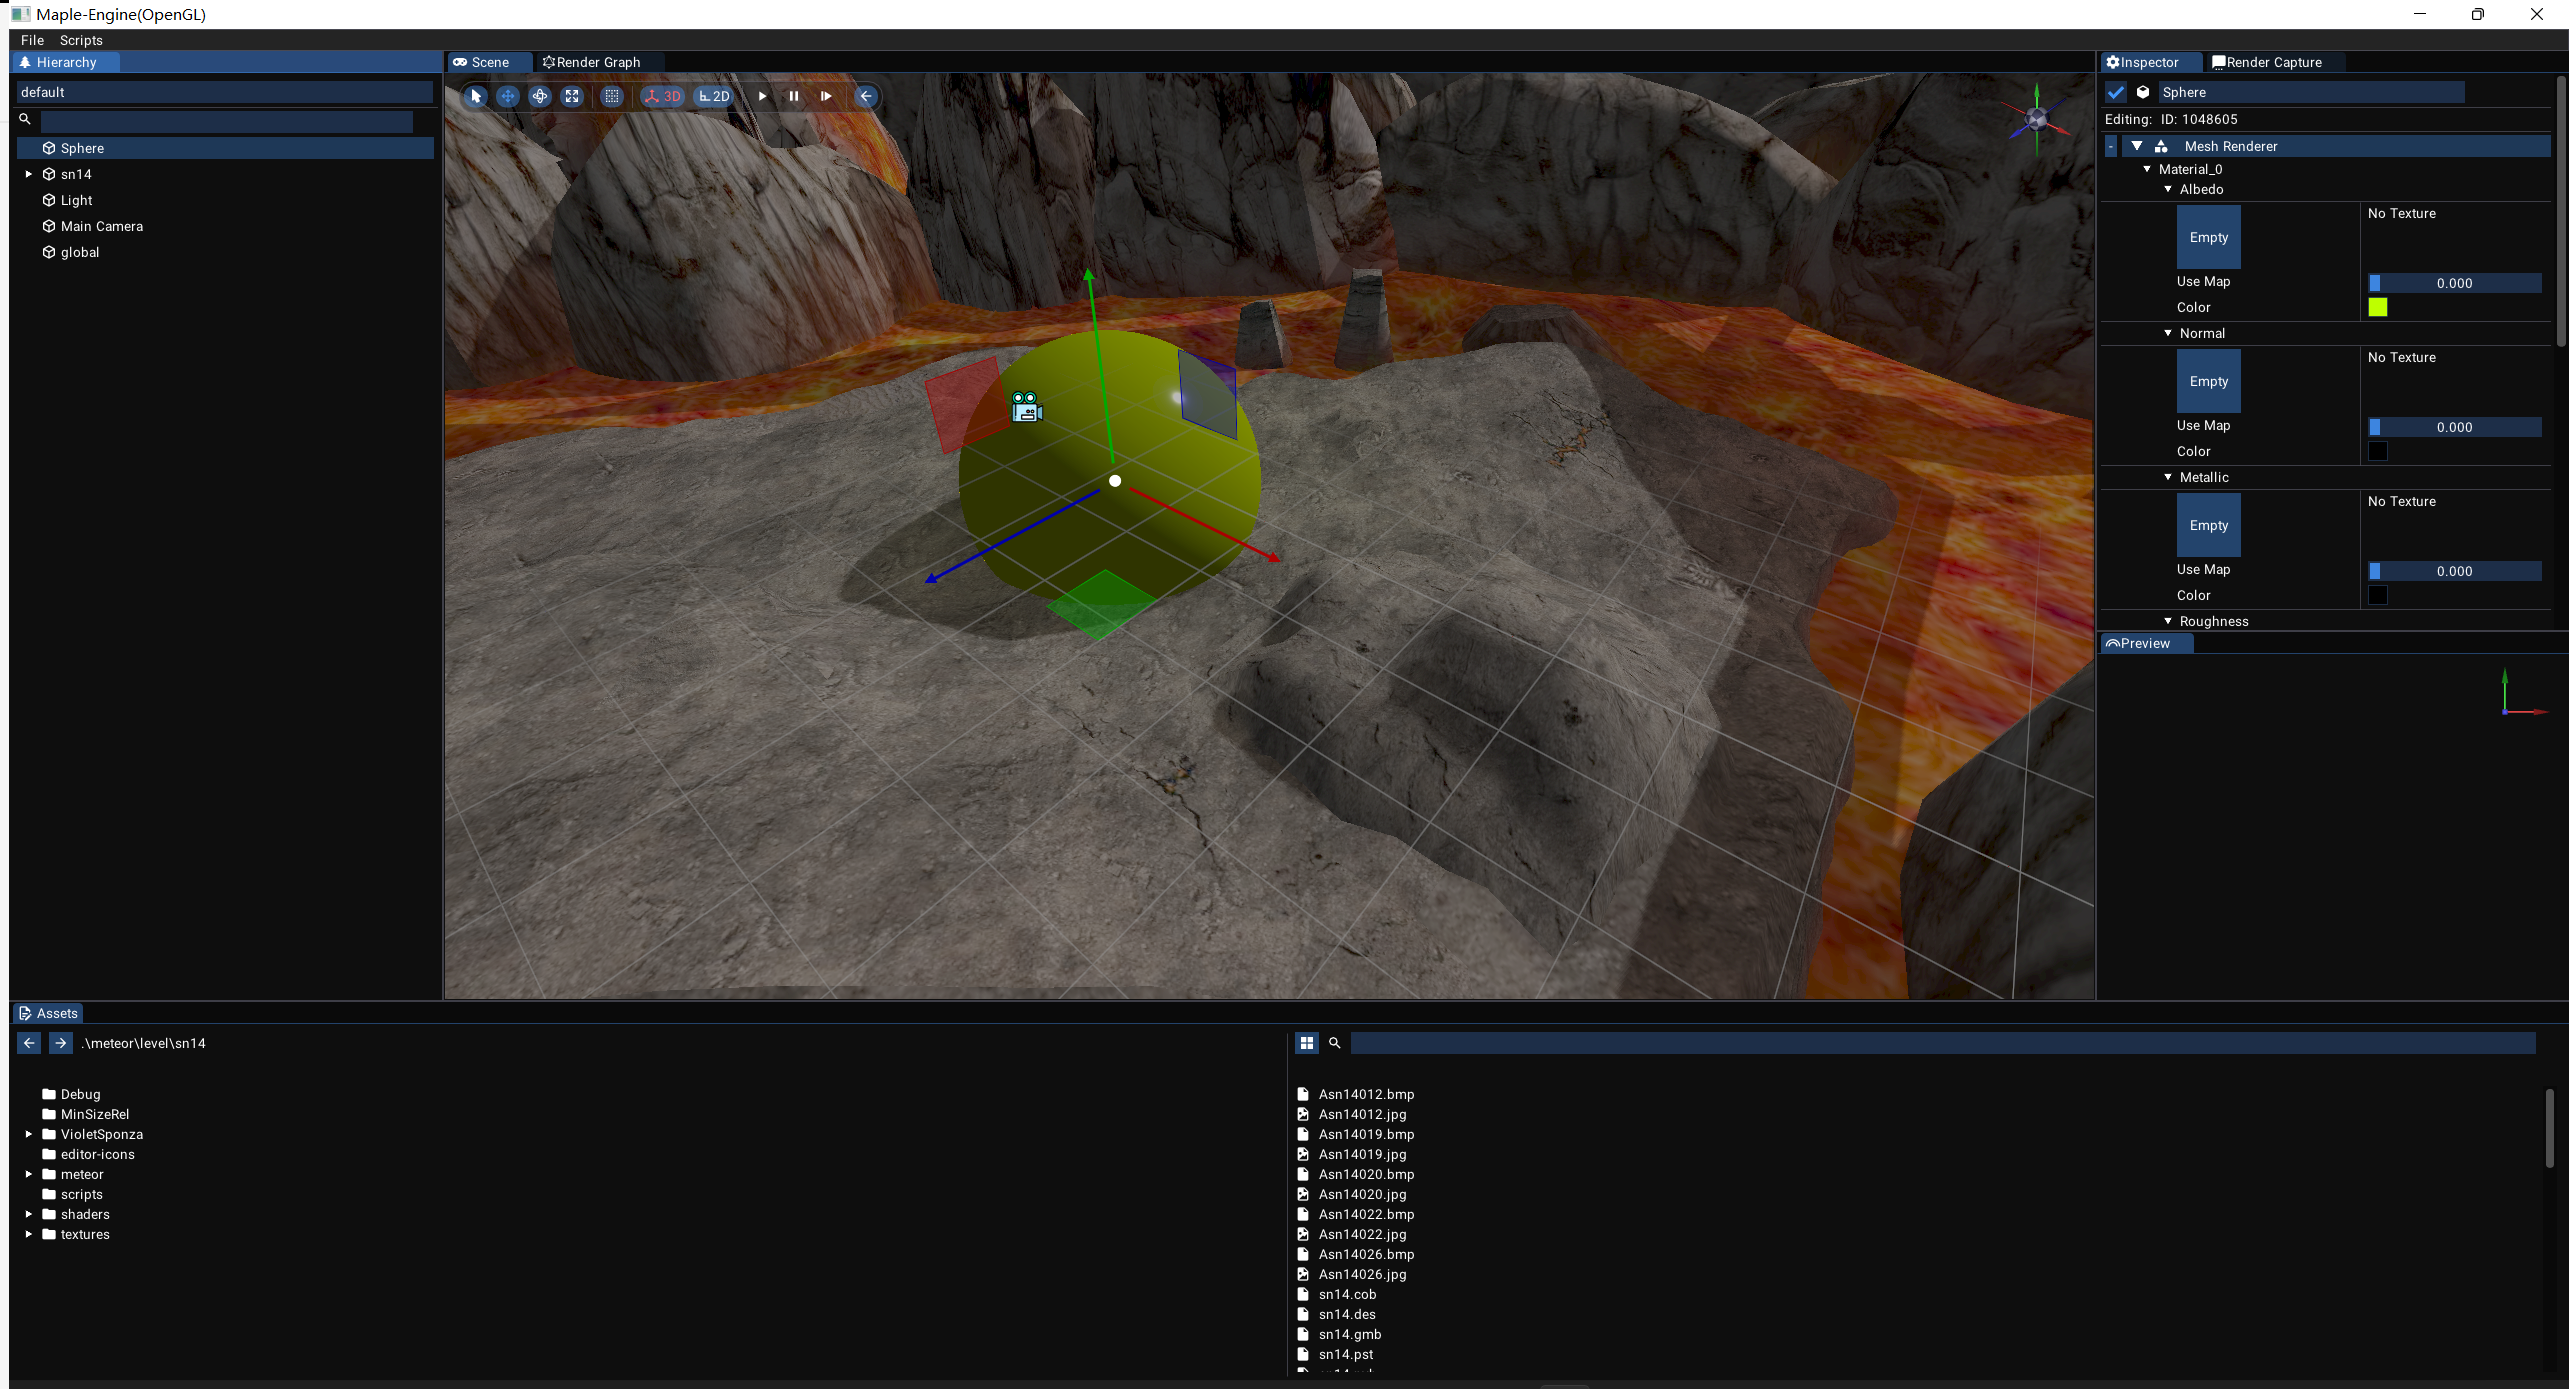 Maple-Engine(OpenGL)
File Scripts
Hierarchy
default
Sphere
sn14
Light
Main Camera
global
Scene Render Graph
3D 2D
Inspector Render Capture
Sphere
Editing: ID: 1048605
- Mesh Renderer
Material_0
Albedo
Empty No Texture
Use Map 0.000
Color
Normal
Empty No Texture
Use Map 0.000
Color
Metallic
Empty No Texture
Use Map 0.000
Color
Roughness
Preview
Assets
.\meteor\level\sn14
Debug
MinSizeRel
VioletSponza
editor-icons
meteor
scripts
shaders
textures
Asn14012.bmp
Asn14012.jpg
Asn14019.bmp
Asn14019.jpg
Asn14020.bmp
Asn14020.jpg
Asn14022.bmp
Asn14022.jpg
Asn14026.bmp
Asn14026.jpg
sn14.cob
sn14.des
sn14.gmb
sn14.pst